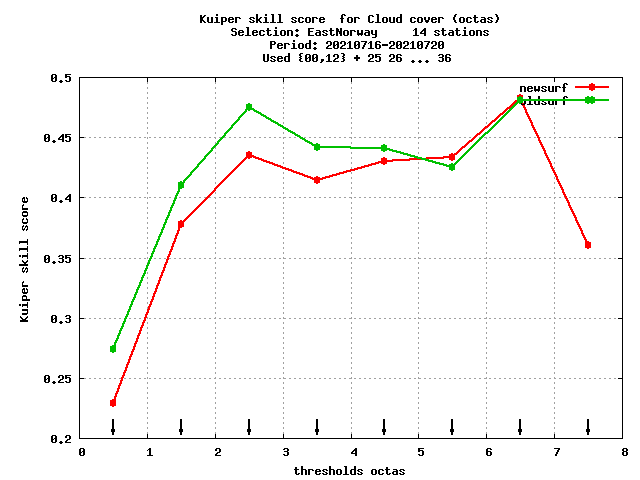 Kuiper skill score  for Cloud cover (octas)
Selection: EastNorway     14 stations
Period: 20210716-20210720
Used {00,12} + 25 26 ... 36
newsurf
oldsurf
0.5
0.45
0.4
0.35
0.3
0.25
0.2
Kuiper skill score
0 1 2 3 4 5 6 7 8
thresholds octas